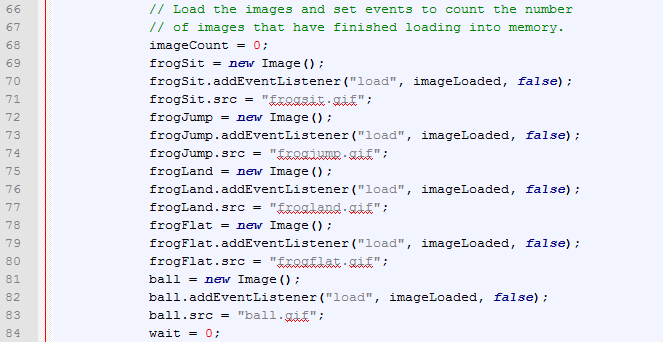 66 // Load the images and set events to count the number
67 // of images that have finished loading into memory.
68 imageCount = 0;
69 frogSit = new Image();
70 frogSit.addEventListener("load", imageLoaded, false);
71 frogSit.src = "frogsit.gif";
72 frogJump = new Image();
73 frogJump.addEventListener("load", imageLoaded, false);
74 frogJump.src = "frogjump.gif";
75 frogLand = new Image();
76 frogLand.addEventListener("load", imageLoaded, false);
77 frogLand.src = "frogland.gif";
78 frogFlat = new Image();
79 frogFlat.addEventListener("load", imageLoaded, false);
80 frogFlat.src = "frogflat.gif";
81 ball = new Image();
82 ball.addEventListener("load", imageLoaded, false);
83 ball.src = "ball.gif";
84 wait = 0;